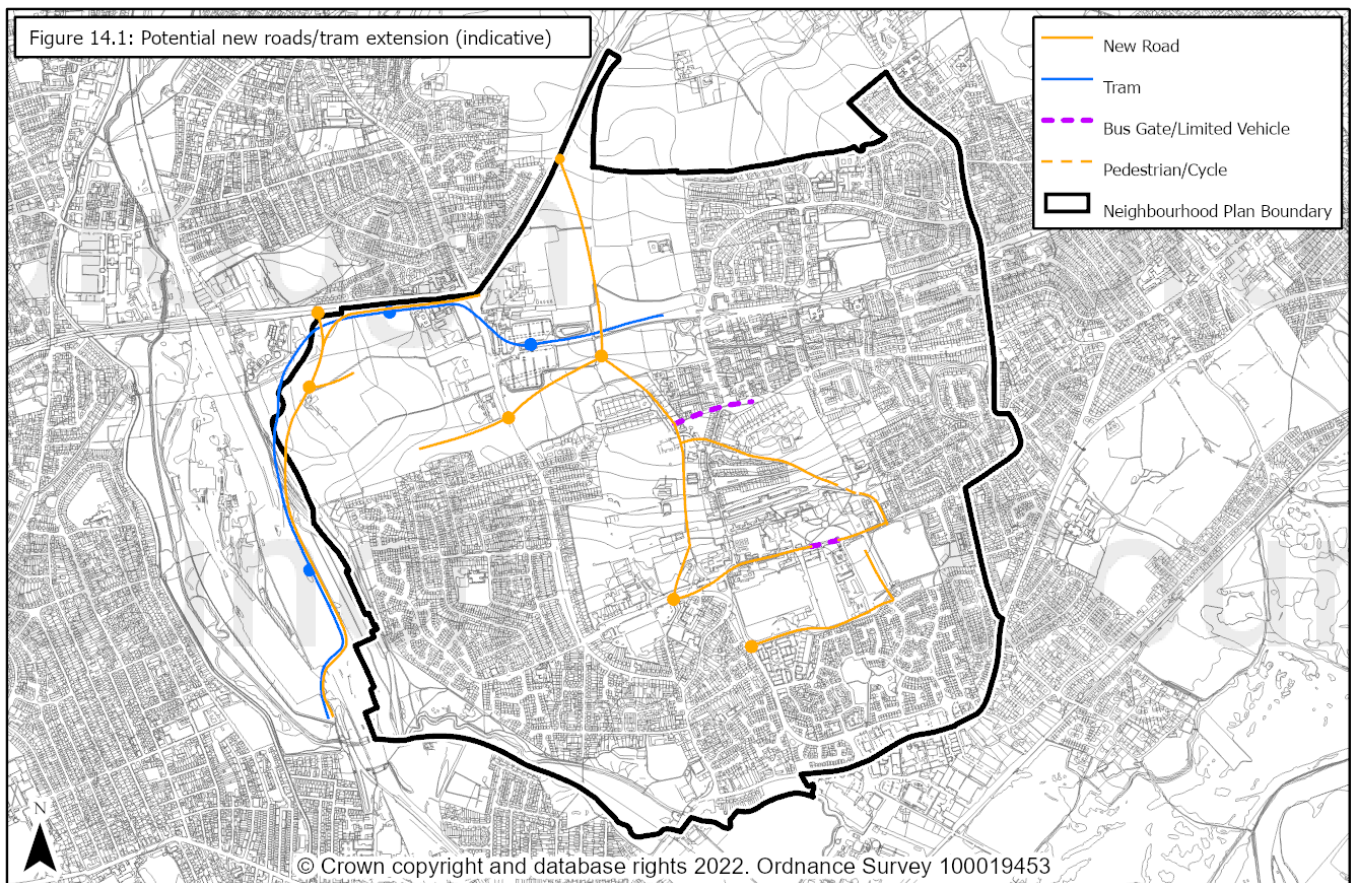 Figure 14.1: Potential new roads/tram extension (indicative)
New Road
Tram
Bus Gate/Limited Vehicle
Pedestrian/Cycle
Neighbourhood Plan Boundary
N
© Crown copyright and database rights 2022. Ordnance Survey 100019453